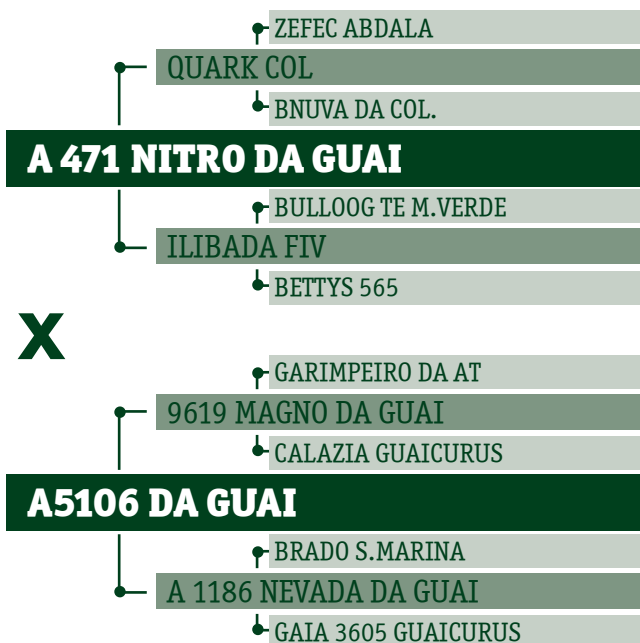 ZEFEC ABDALA
QUARK COL
BNUVA DA COL.
A 471 NITRO DA GUAI
BULLOOG TE M.VERDE
ILIBADA FIV
BETTYS 565
X
GARIMPEIRO DA AT
9619 MAGNO DA GUAI
CALAZIA GUAICURUS
A5106 DA GUAI
BRADO S.MARINA
A 1186 NEVADA DA GUAI
GAIA 3605 GUAICURUS